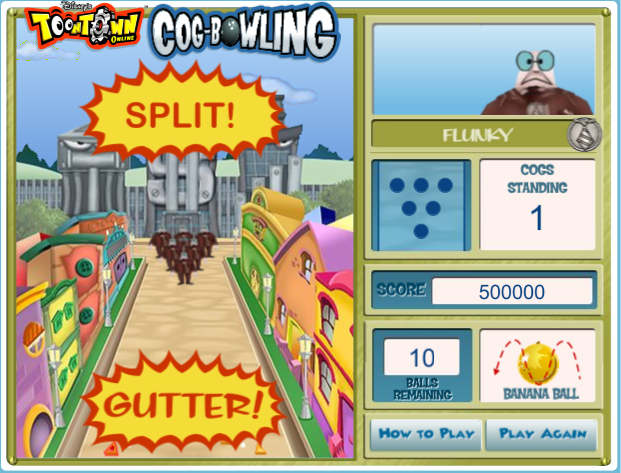 Disney's
TOONTOWN
ONLINE
COG-BOWLING
SPLIT!
GUTTER!
FLUNKY
COGS
STANDING
1
SCORE 500000
10
BALLS
REMAINING
BANANA BALL
HOW TO PLAY
PLAY AGAIN